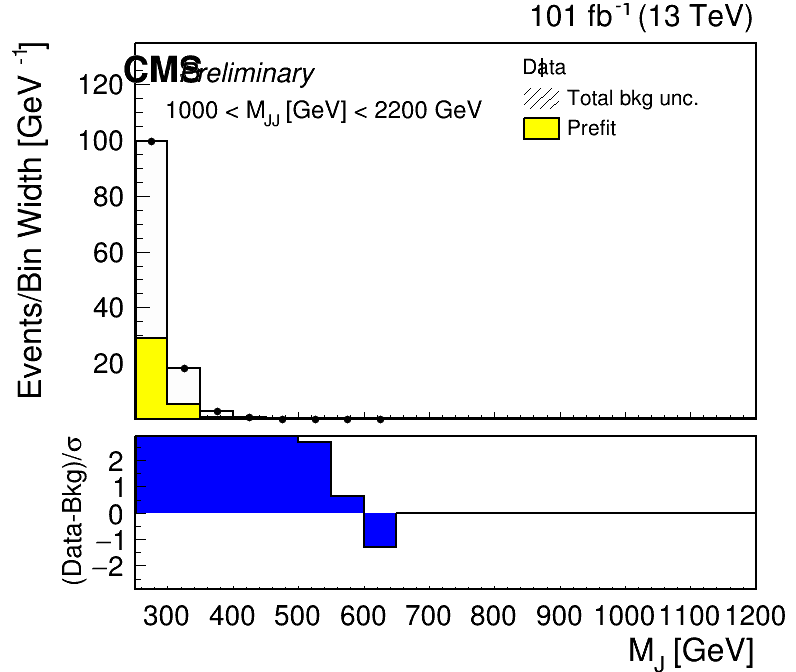 101 fb⁻¹ (13 TeV)
CMS Preliminary
1000 < M_JJ [GeV] < 2200 GeV
Data
Total bkg unc.
Prefit
Events/Bin Width [GeV⁻¹]
120
100
80
60
40
20
(Data-Bkg)/σ
2
1
0
−1
−2
300 400 500 600 700 800 900 1000 1100 1200
M_J [GeV]